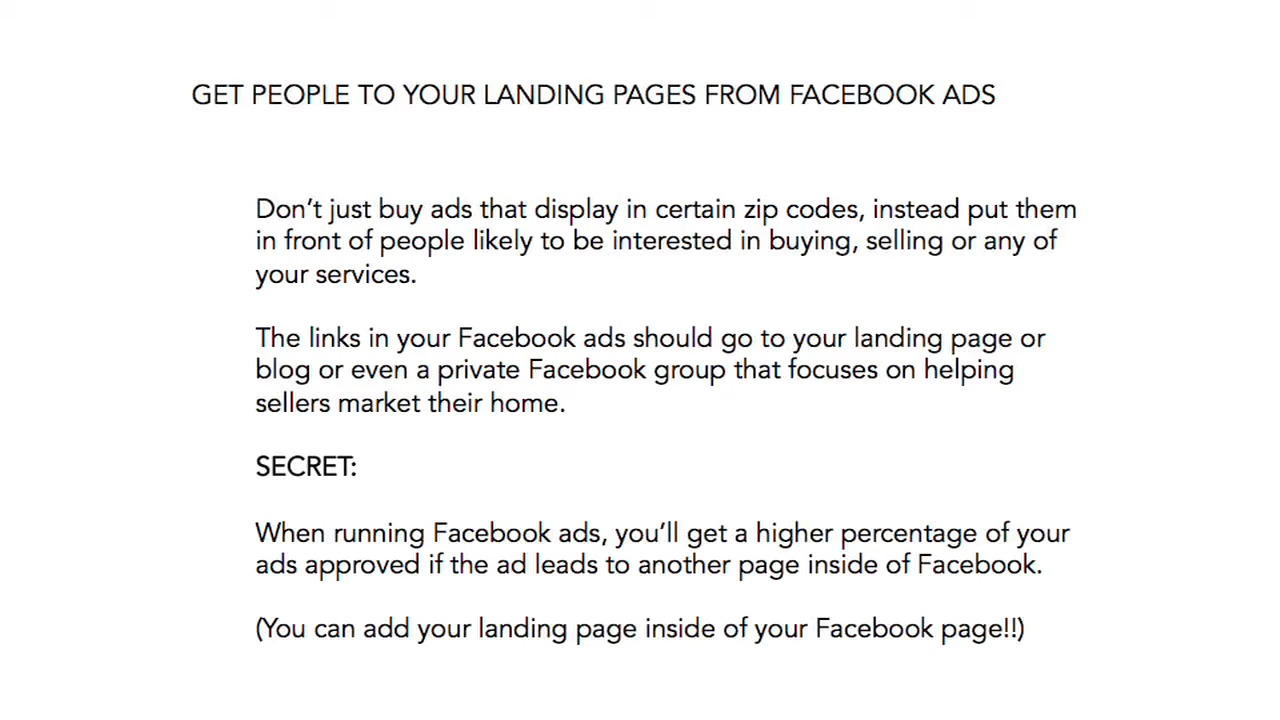 GET PEOPLE TO YOUR LANDING PAGES FROM FACEBOOK ADS
Don't just buy ads that display in certain zip codes, instead put them
in front of people likely to be interested in buying, selling or any of
your services.
The links in your Facebook ads should go to your landing page or
blog or even a private Facebook group that focuses on helping
sellers market their home.
SECRET:
When running Facebook ads, you'll get a higher percentage of your
ads approved if the ad leads to another page inside of Facebook.
(You can add your landing page inside of your Facebook page!!)